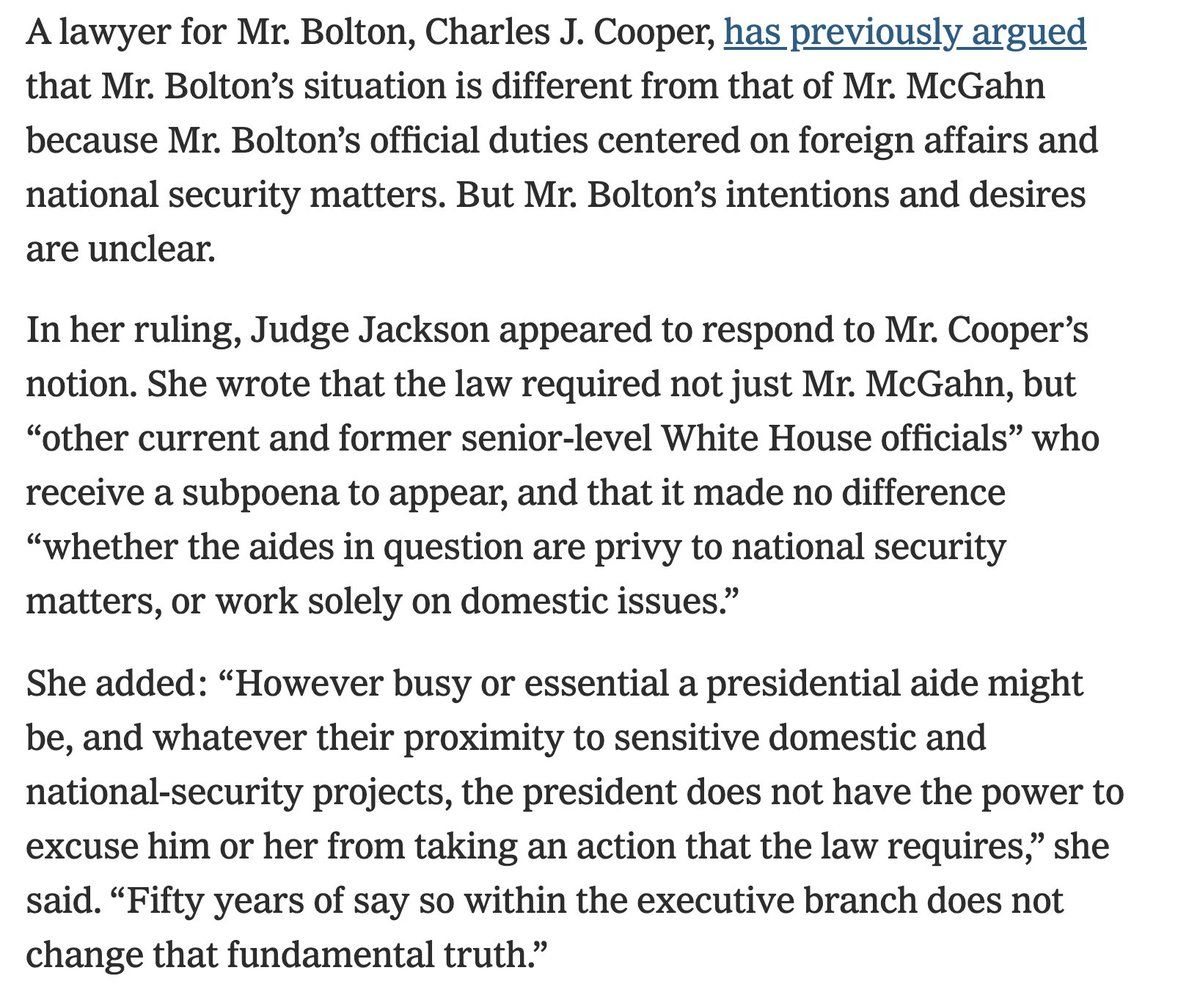 A lawyer for Mr. Bolton, Charles J. Cooper, has previously argued
that Mr. Bolton’s situation is different from that of Mr. McGahn
because Mr. Bolton’s official duties centered on foreign affairs and
national security matters. But Mr. Bolton’s intentions and desires
are unclear.
In her ruling, Judge Jackson appeared to respond to Mr. Cooper’s
notion. She wrote that the law required not just Mr. McGahn, but
“other current and former senior-level White House officials” who
receive a subpoena to appear, and that it made no difference
“whether the aides in question are privy to national security
matters, or work solely on domestic issues.”
She added: “However busy or essential a presidential aide might
be, and whatever their proximity to sensitive domestic and
national-security projects, the president does not have the power to
excuse him or her from taking an action that the law requires,” she
said. “Fifty years of say so within the executive branch does not
change that fundamental truth.”